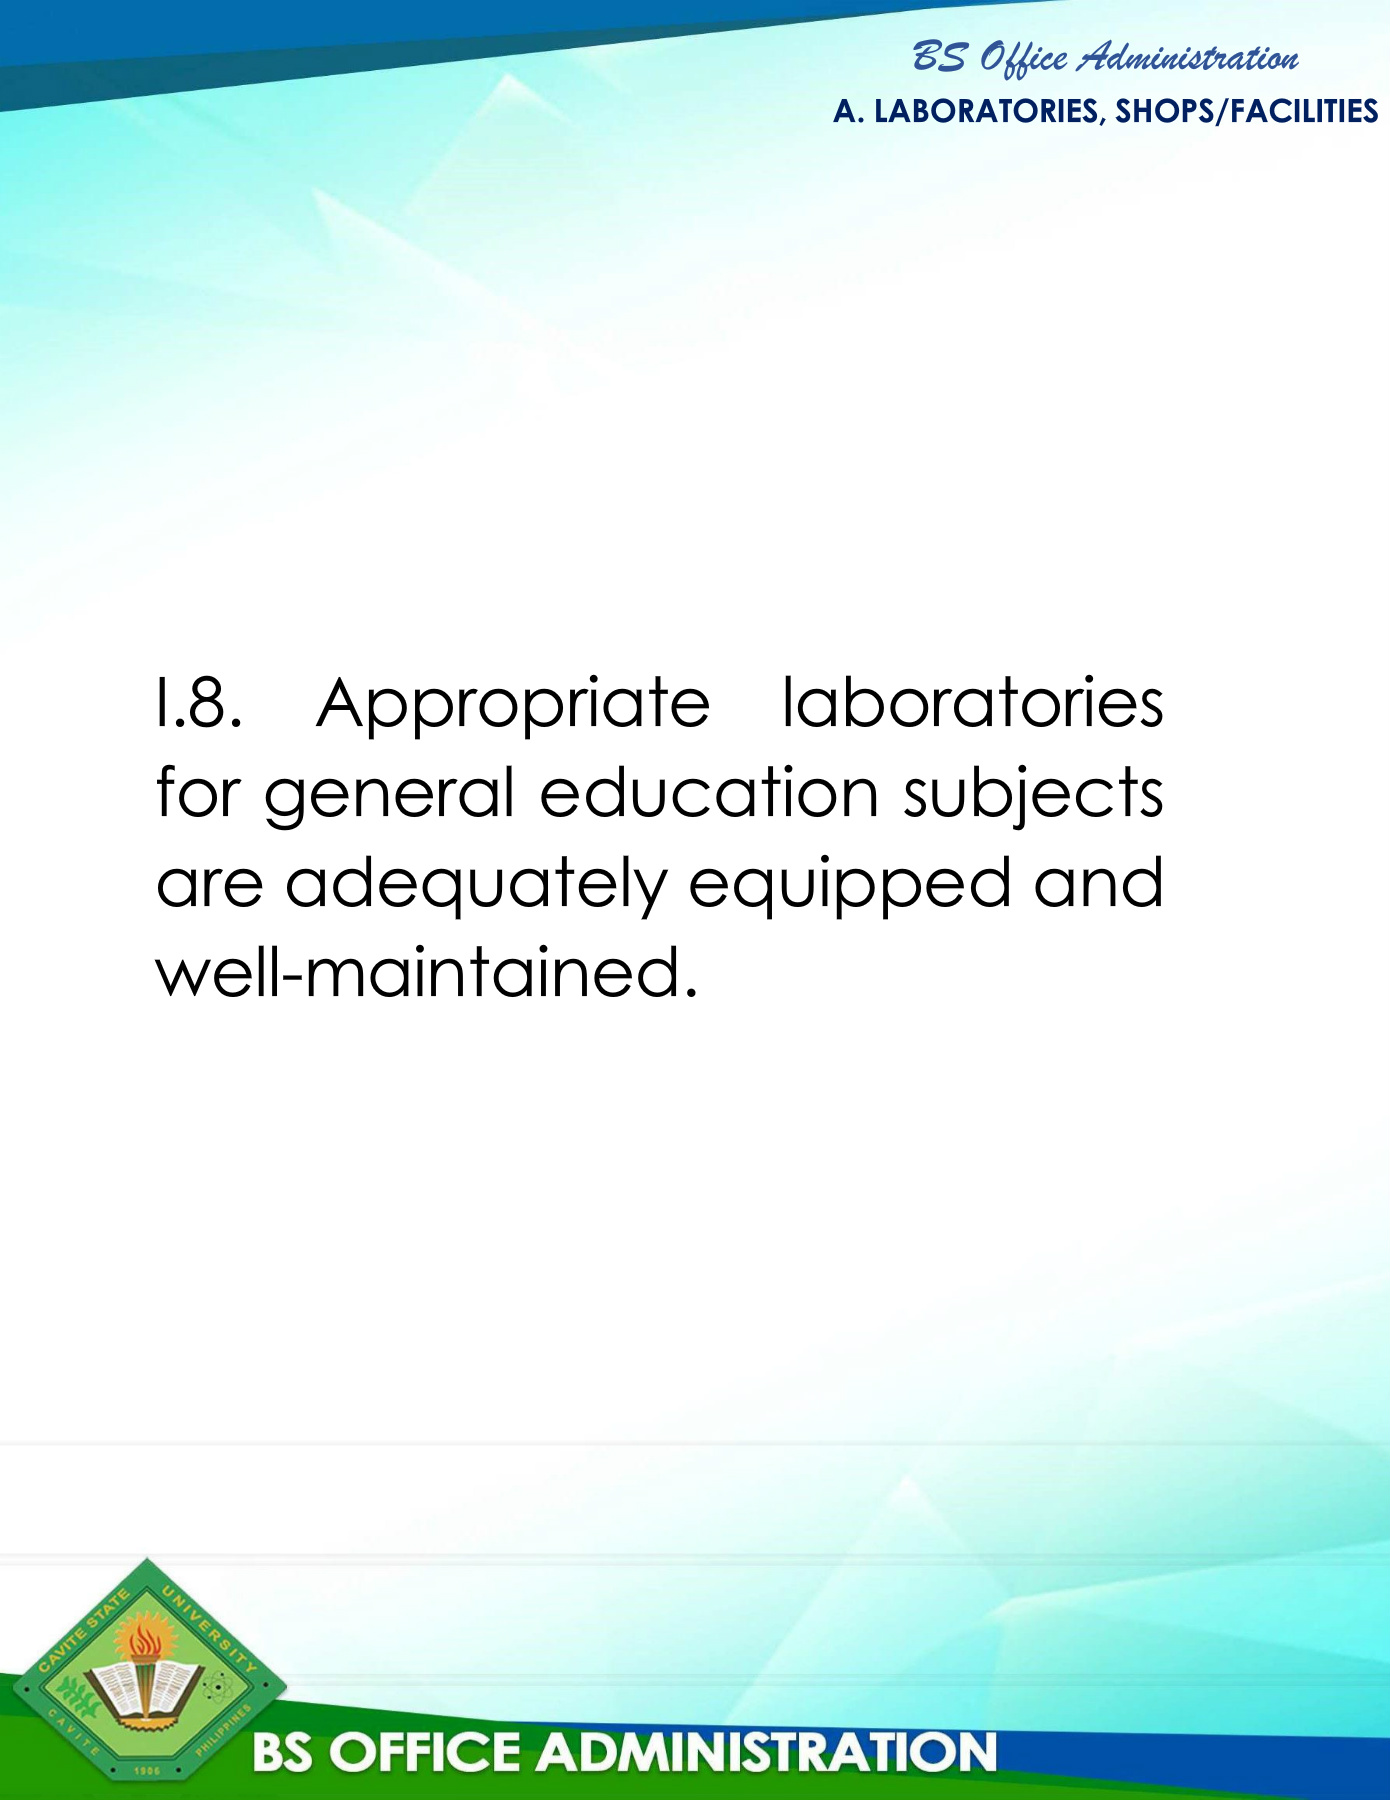 BS Office Administration
A. LABORATORIES, SHOPS/FACILITIES
I.8. Appropriate laboratories
for general education subjects
are adequately equipped and
well-maintained.
CAVITE STATE UNIVERSITY
CAVITE PHILIPPINES
1906
BS OFFICE ADMINISTRATION